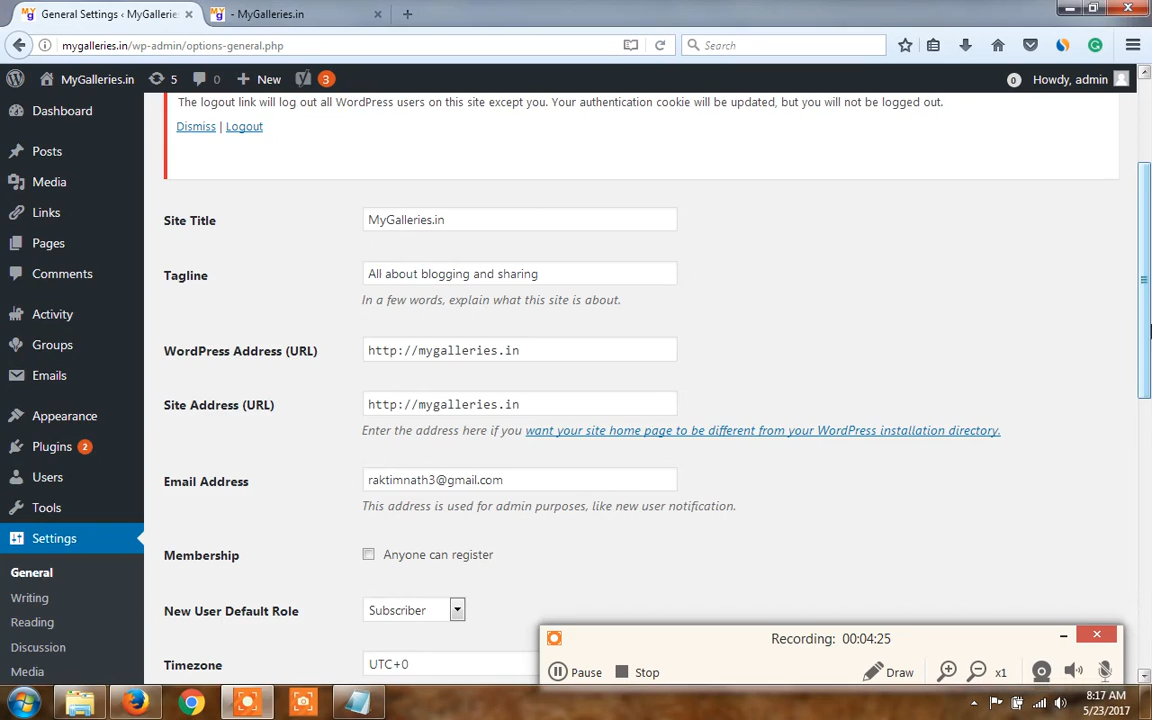 General Settings ‹ MyGallerie
- MyGalleries.in
mygalleries.in/wp-admin/options-general.php
Search
MyGalleries.in
5
0
New
3
0
Howdy, admin
The logout link will log out all WordPress users on this site except you. Your authentication cookie will be updated, but you will not be logged out.
Dismiss | Logout
Dashboard
Posts
Media
Links
Pages
Comments
Activity
Groups
Emails
Appearance
Plugins 2
Users
Tools
Settings
General
Writing
Reading
Discussion
Media
Site Title
MyGalleries.in
Tagline
All about blogging and sharing
In a few words, explain what this site is about.
WordPress Address (URL)
http://mygalleries.in
Site Address (URL)
http://mygalleries.in
Enter the address here if you want your site home page to be different from your WordPress installation directory.
Email Address
raktimnath3@gmail.com
This address is used for admin purposes, like new user notification.
Membership
Anyone can register
New User Default Role
Subscriber
Timezone
UTC+0
Recording: 00:04:25
Pause
Stop
Draw
x1
8:17 AM
5/23/2017